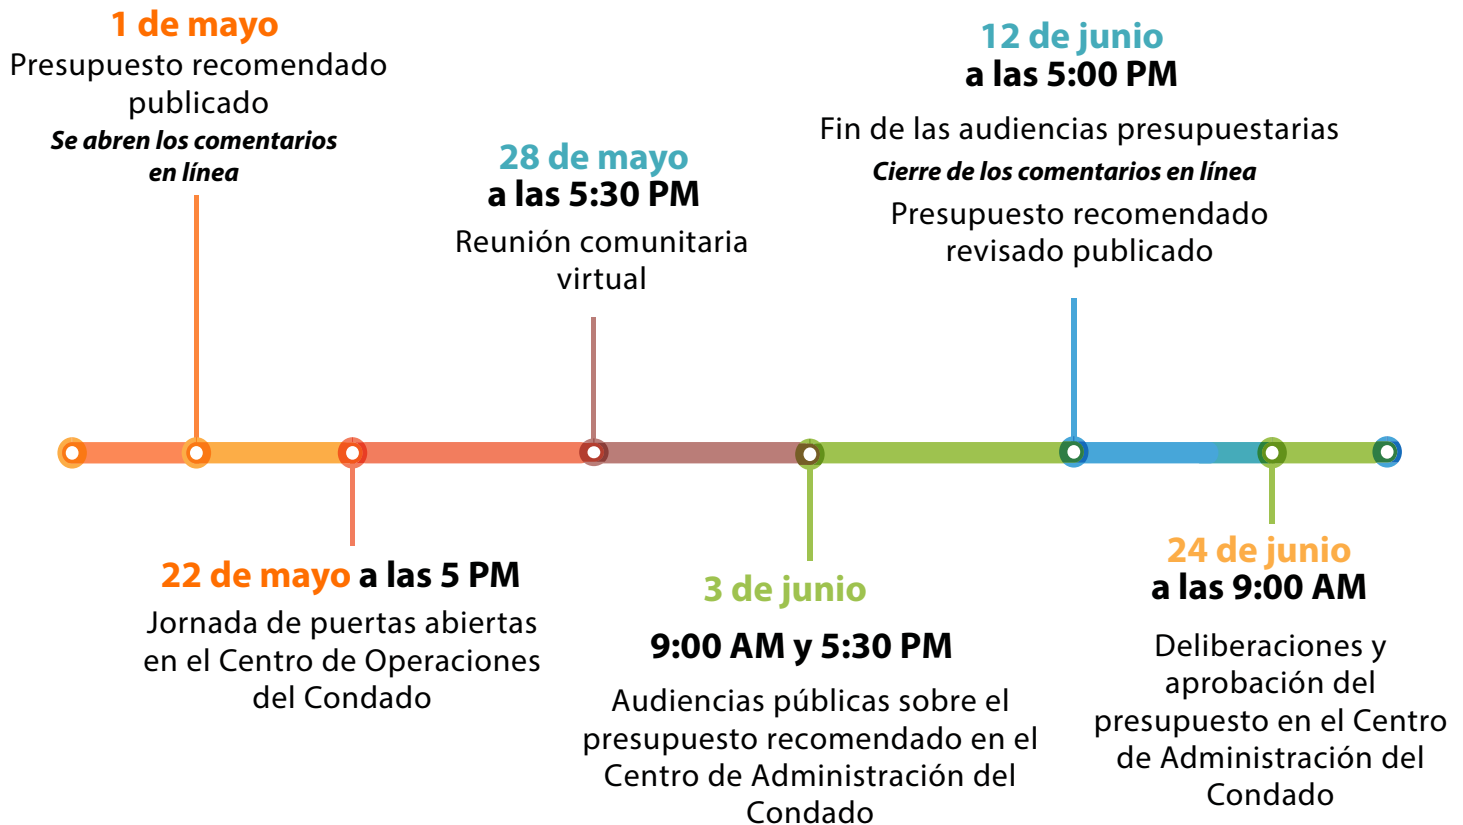 1 de mayo
Presupuesto recomendado
publicado
Se abren los comentarios
en línea
22 de mayo a las 5 PM
Jornada de puertas abiertas
en el Centro de Operaciones
del Condado
28 de mayo
a las 5:30 PM
Reunión comunitaria
virtual
3 de junio
9:00 AM y 5:30 PM
Audiencias públicas sobre el
presupuesto recomendado en el
Centro de Administración del
Condado
12 de junio
a las 5:00 PM
Fin de las audiencias presupuestarias
Cierre de los comentarios en línea
Presupuesto recomendado
revisado publicado
24 de junio
a las 9:00 AM
Deliberaciones y
aprobación del
presupuesto en el Centro
de Administración del
Condado